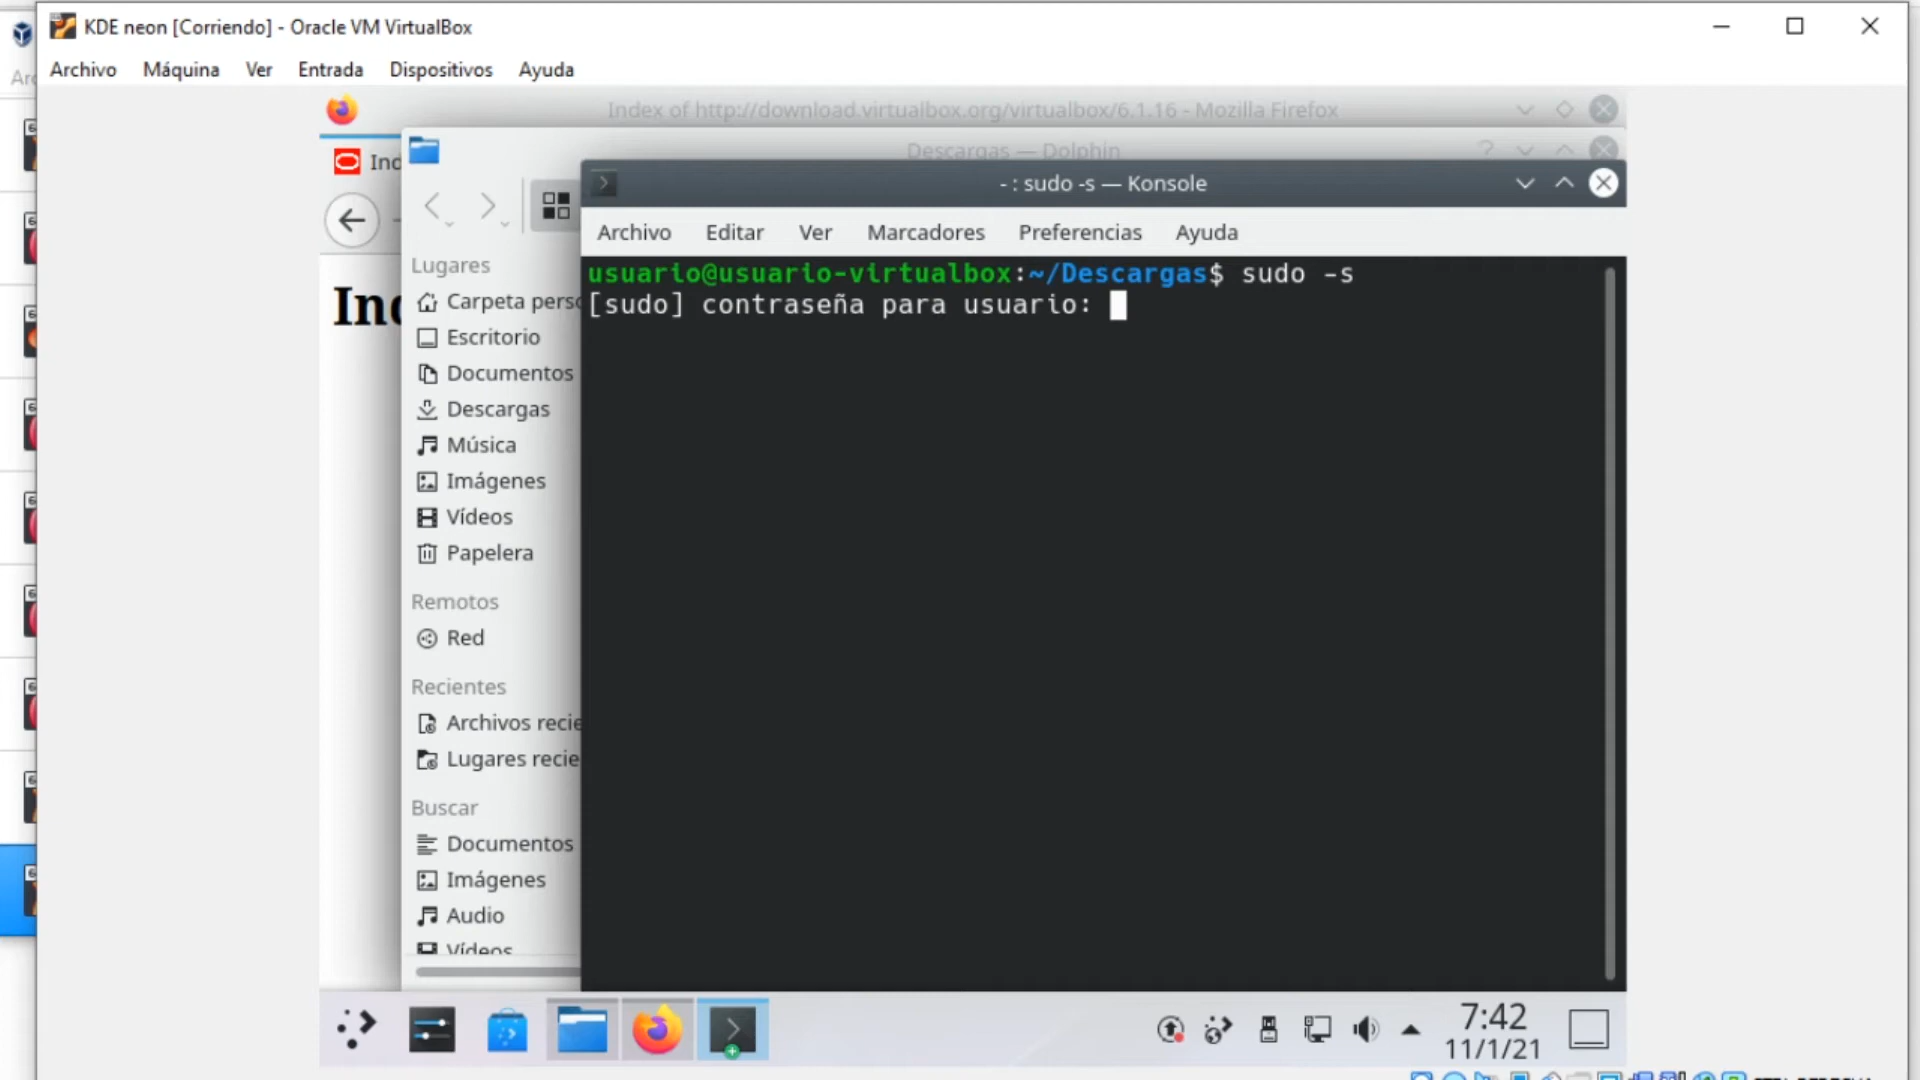 KDE neon [Corriendo] - Oracle VM VirtualBox
Archivo Máquina Ver Entrada Dispositivos Ayuda
Index of http://download.virtualbox.org/virtualbox/6.1.16 - Mozilla Firefox
Descargas — Dolphin
- : sudo -s — Konsole
Archivo Editar Ver Marcadores Preferencias Ayuda
usuario@usuario-virtualbox:~/Descargas$ sudo -s
[sudo] contraseña para usuario:
Lugares
Carpeta perso
Escritorio
Documentos
Descargas
Música
Imágenes
Vídeos
Papelera
Remotos
Red
Recientes
Archivos recie
Lugares recie
Buscar
Documentos
Imágenes
Audio
Vídeos
7:42
11/1/21